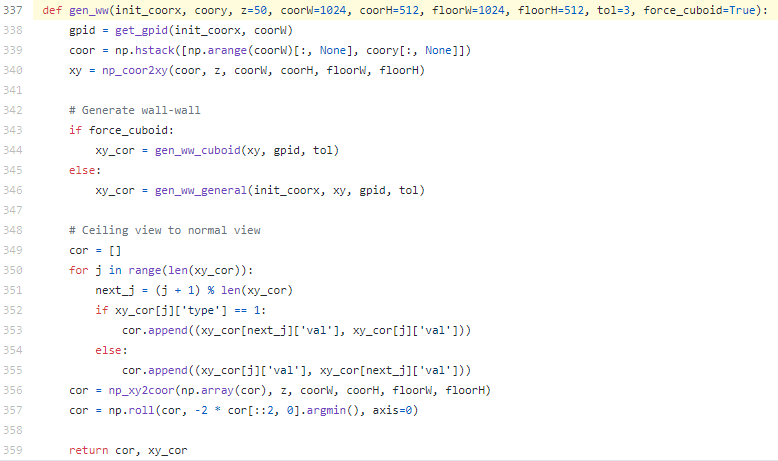 337 def gen_ww(init_coorx, coory, z=50, coorW=1024, coorH=512, floorW=1024, floorH=512, tol=3, force_cuboid=True):
338     gpid = get_gpid(init_coorx, coorW)
339     coor = np.hstack([np.arange(coorW)[:, None], coory[:, None]])
340     xy = np_coor2xy(coor, z, coorW, coorH, floorW, floorH)
341
342     # Generate wall-wall
343     if force_cuboid:
344         xy_cor = gen_ww_cuboid(xy, gpid, tol)
345     else:
346         xy_cor = gen_ww_general(init_coorx, xy, gpid, tol)
347
348     # Ceiling view to normal view
349     cor = []
350     for j in range(len(xy_cor)):
351         next_j = (j + 1) % len(xy_cor)
352         if xy_cor[j]['type'] == 1:
353             cor.append((xy_cor[next_j]['val'], xy_cor[j]['val']))
354         else:
355             cor.append((xy_cor[j]['val'], xy_cor[next_j]['val']))
356     cor = np_xy2coor(np.array(cor), z, coorW, coorH, floorW, floorH)
357     cor = np.roll(cor, -2 * cor[::2, 0].argmin(), axis=0)
358
359     return cor, xy_cor